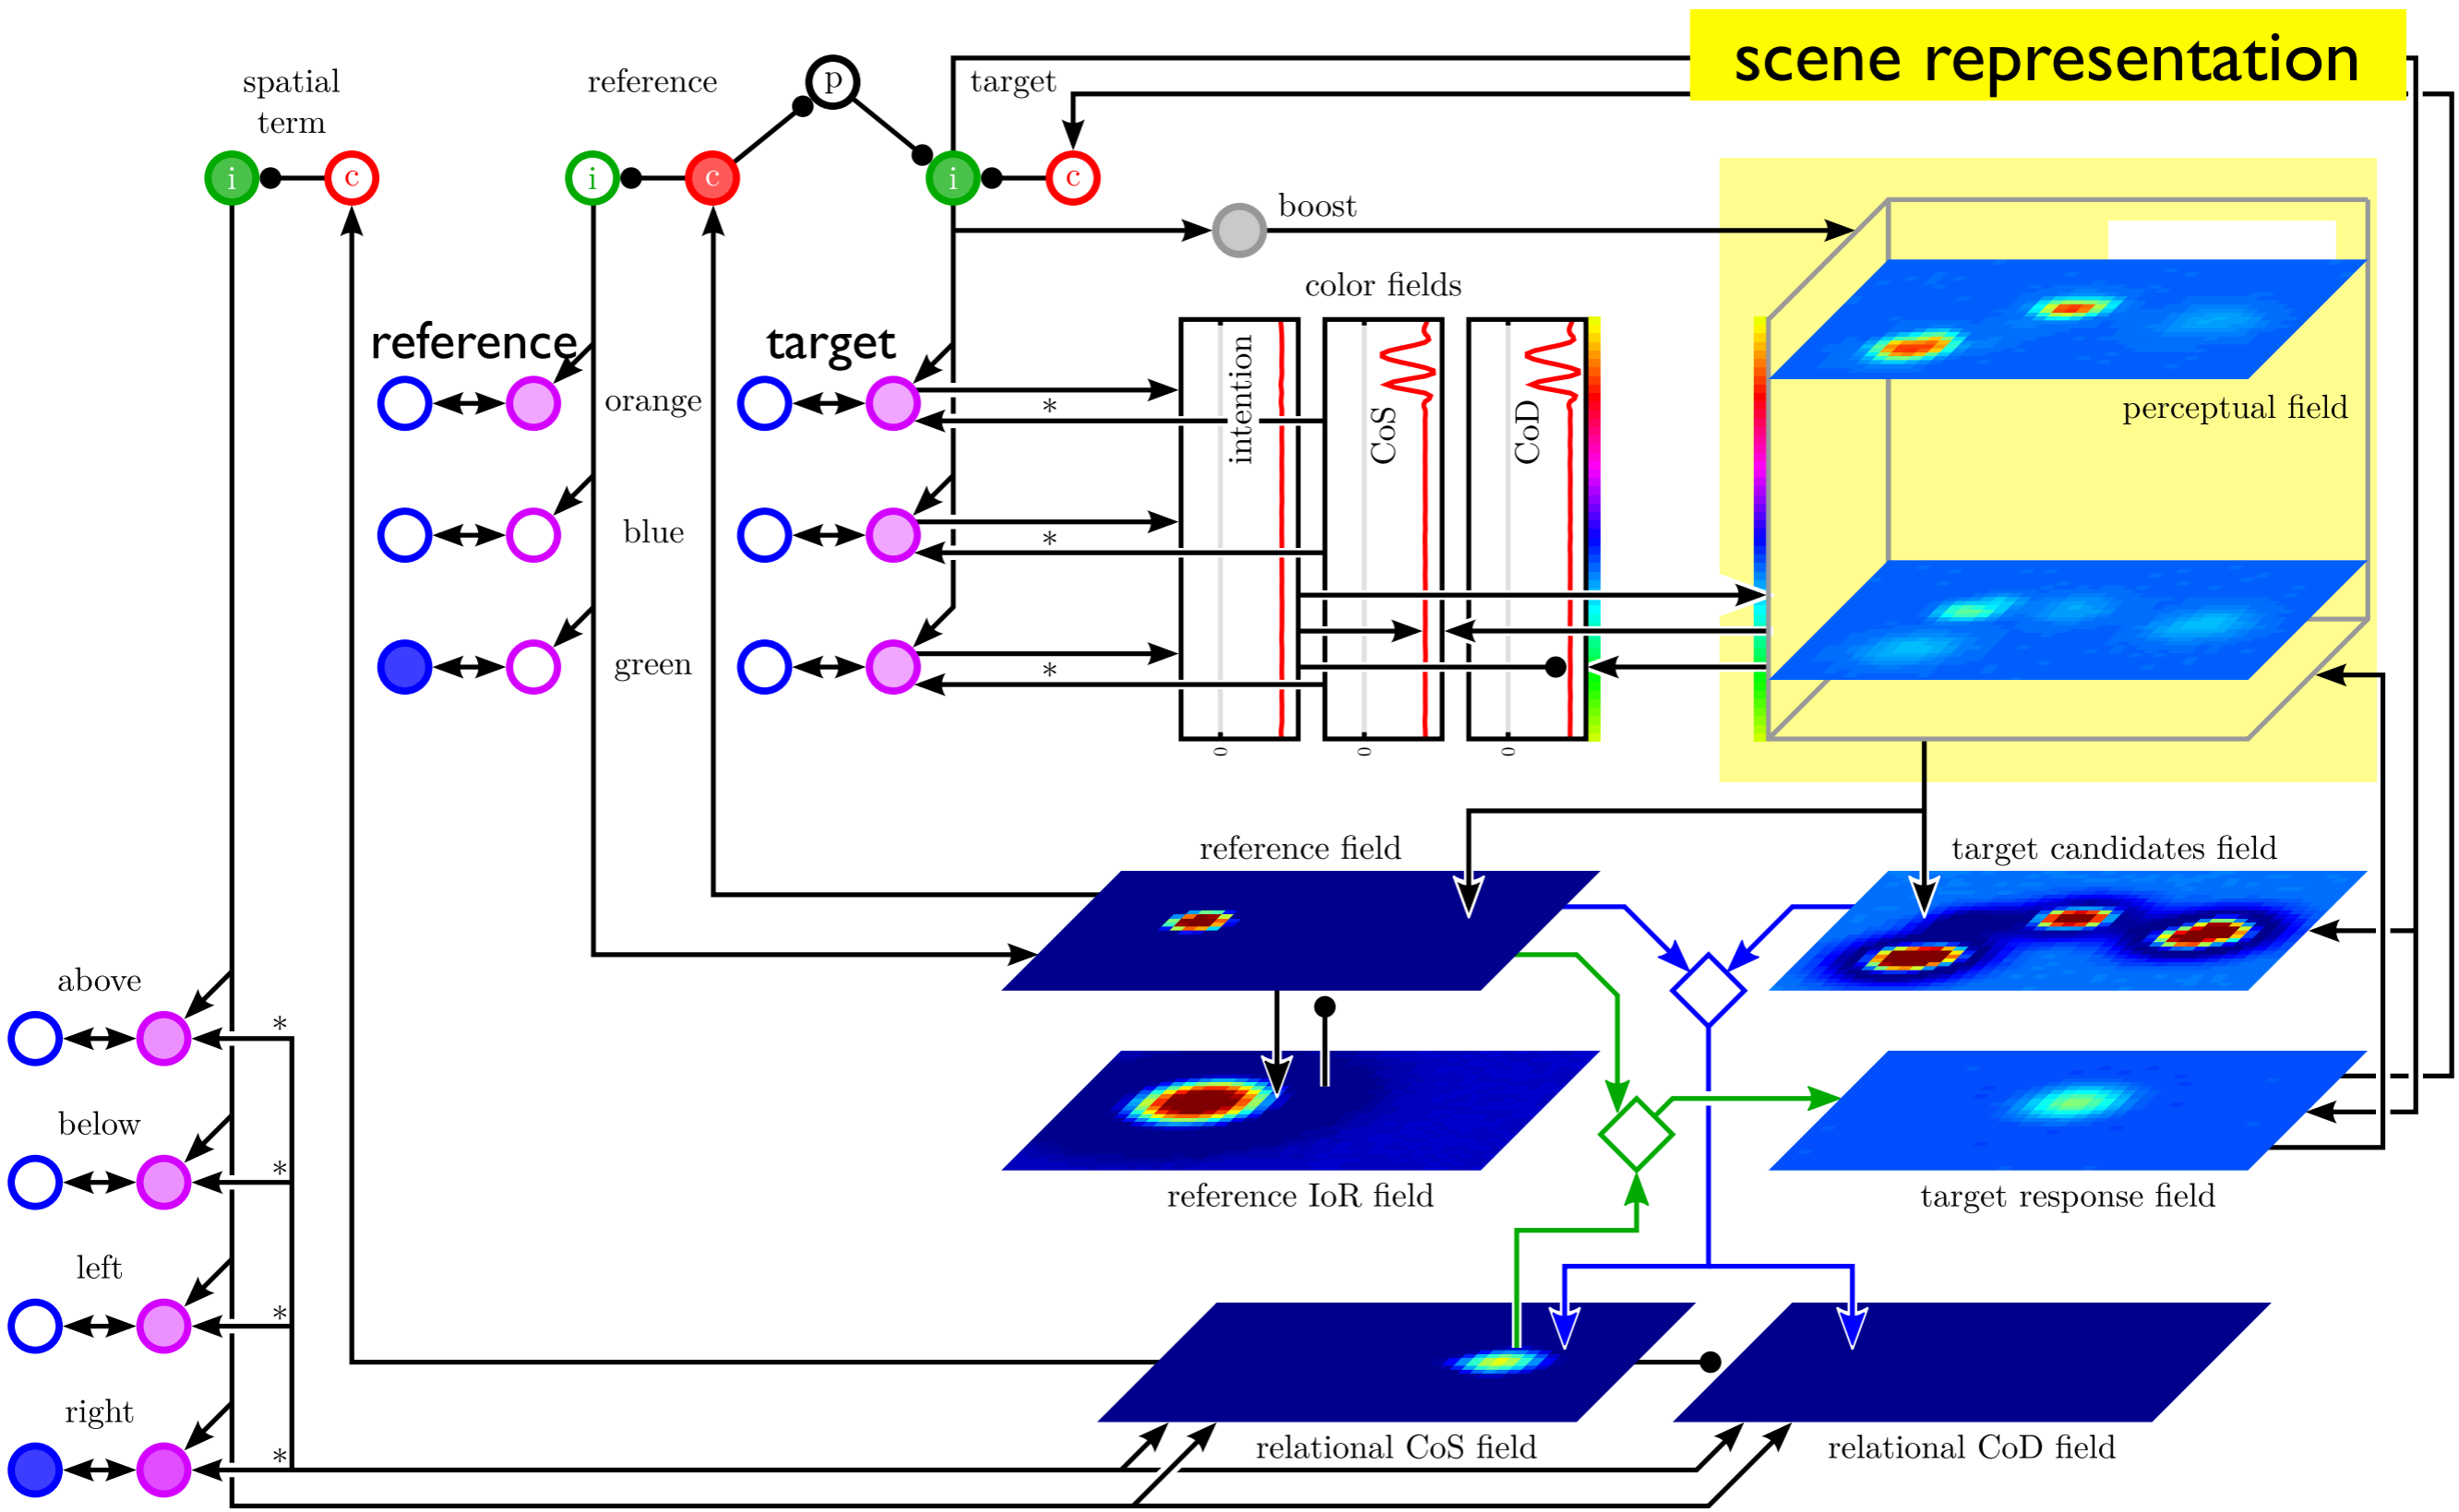 scene representation
spatial
term
reference
p
target
i
c
i
c
i
c
boost
color fields
reference
target
intention
CoS
CoD
orange
*
perceptual field
blue
*
green
*
0
0
0
reference field
target candidates field
above
*
below
*
reference IoR field
target response field
left
*
right
*
relational CoS field
relational CoD field